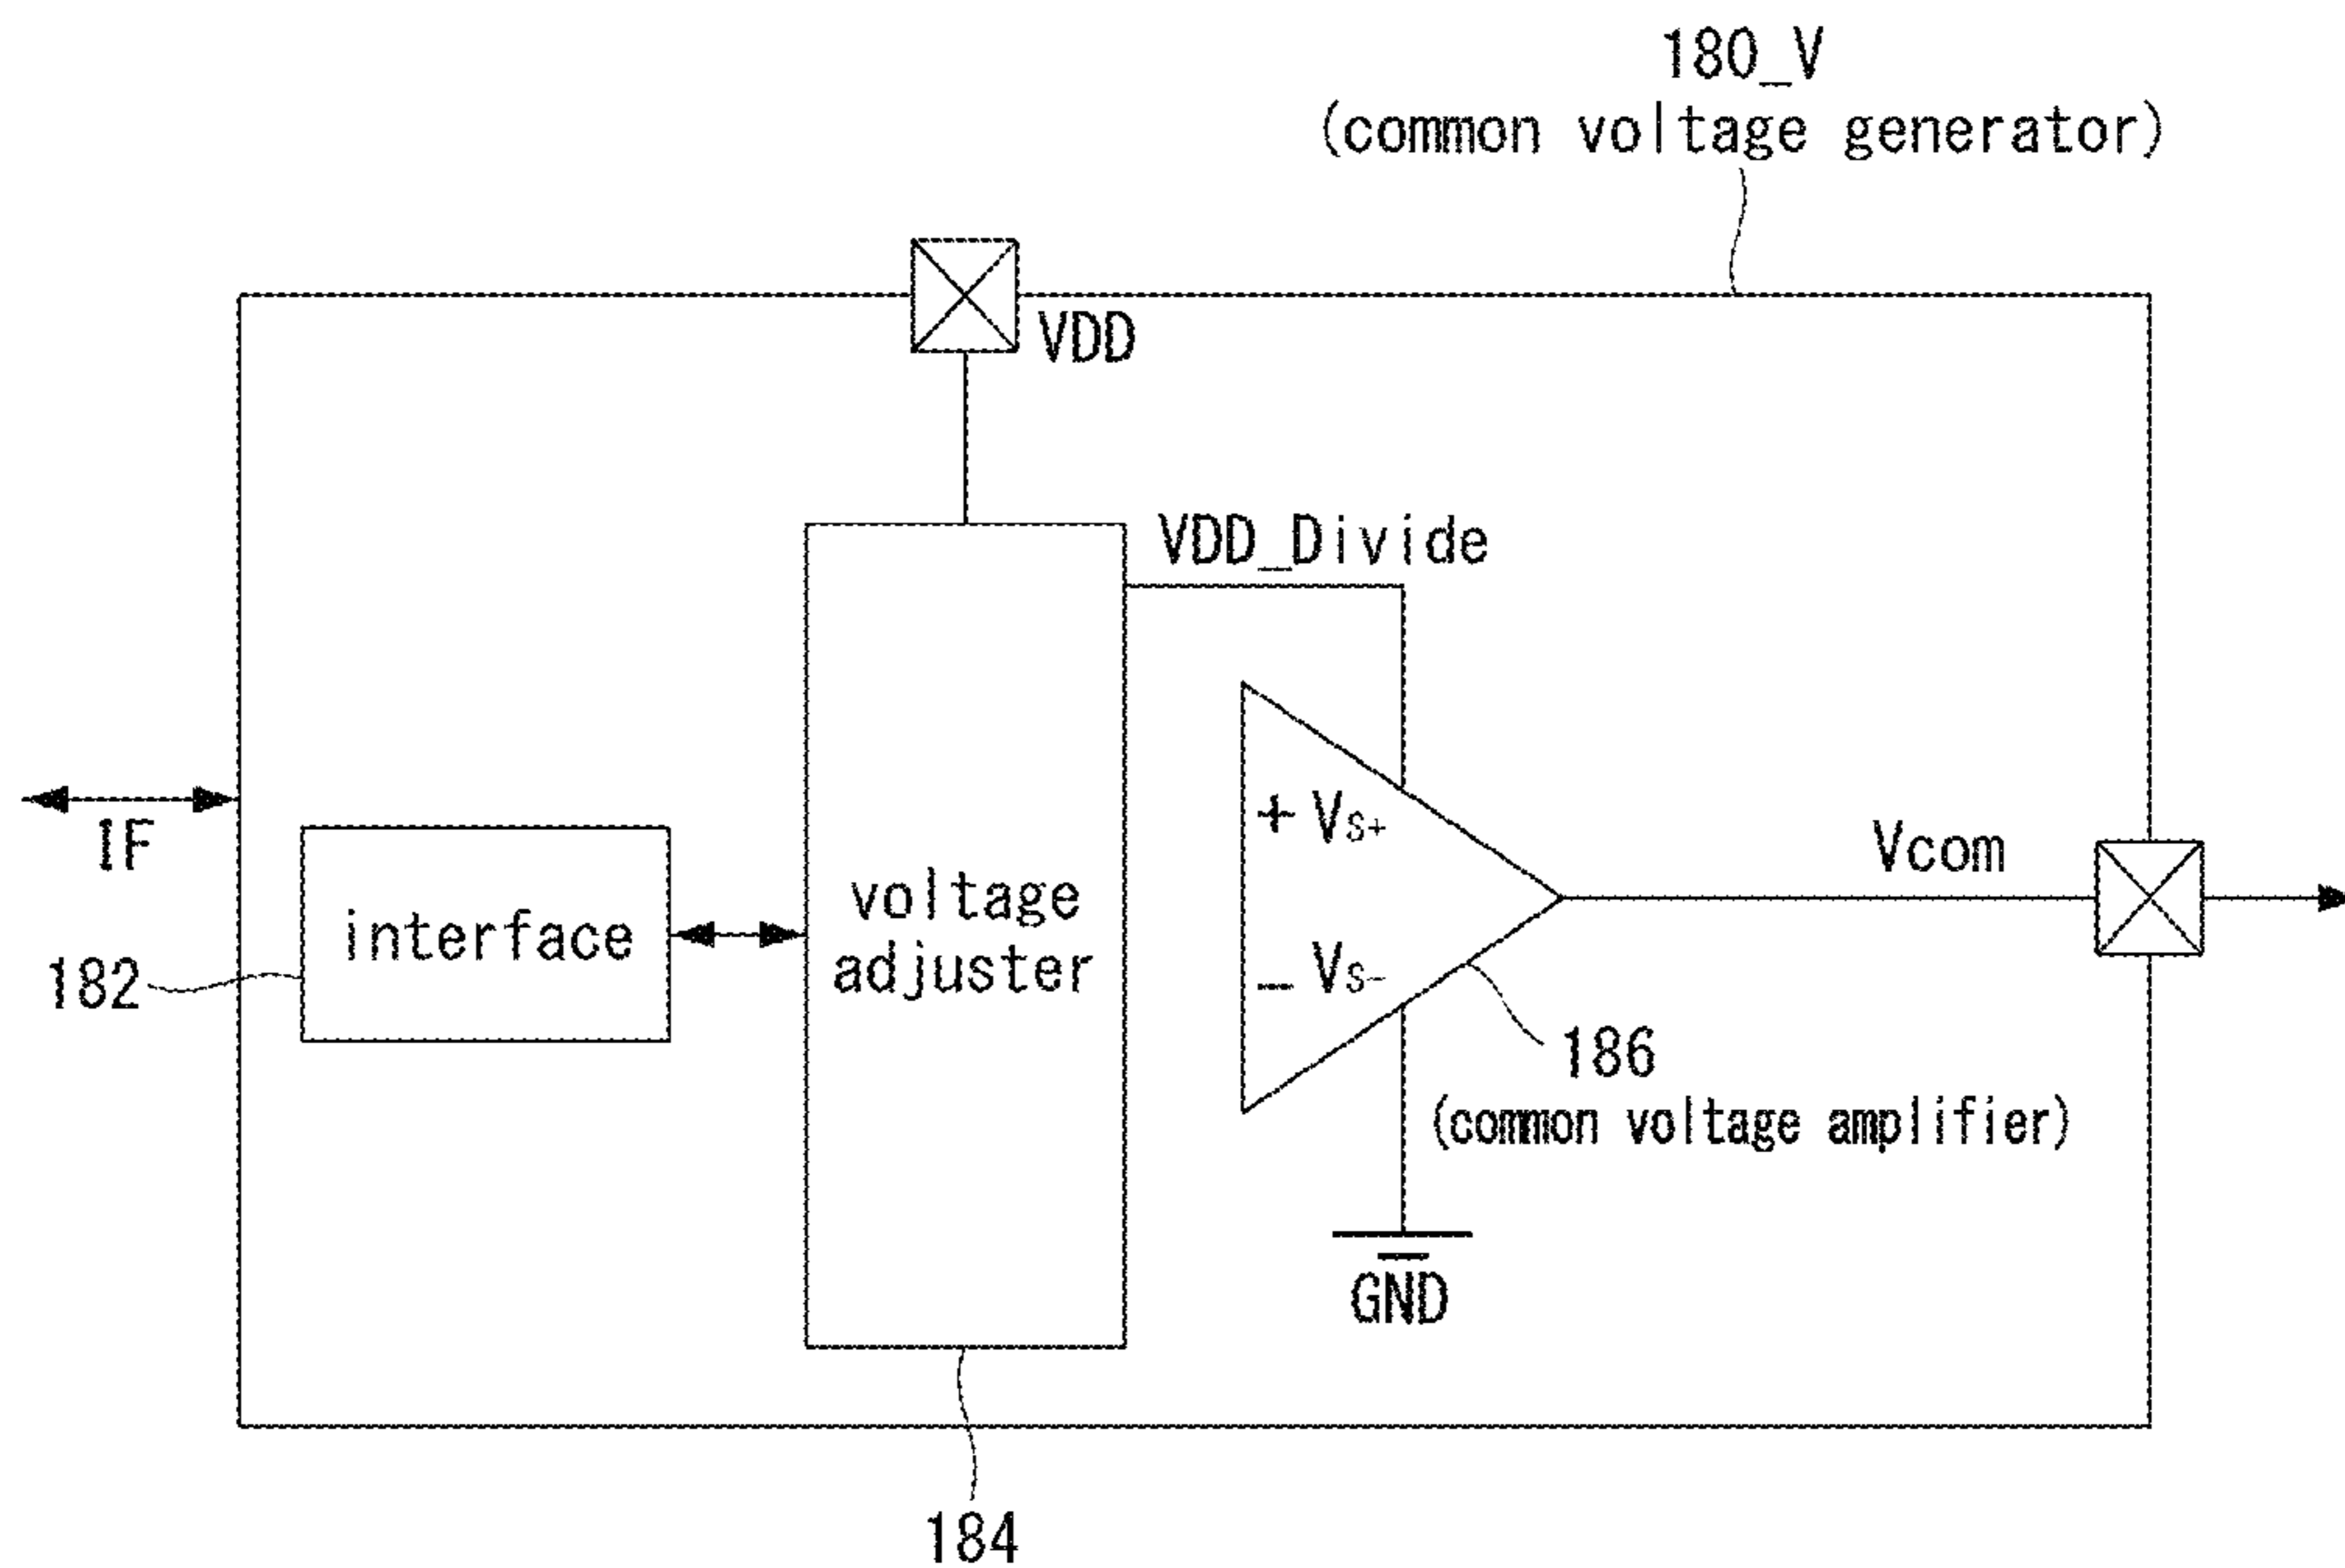 180_V
(common voltage generator)
VDD
VDD_Divide
IF
+ Vs+
Vcom
voltage
adjuster
interface
182
- Vs-
186
(common voltage amplifier)
GND
184